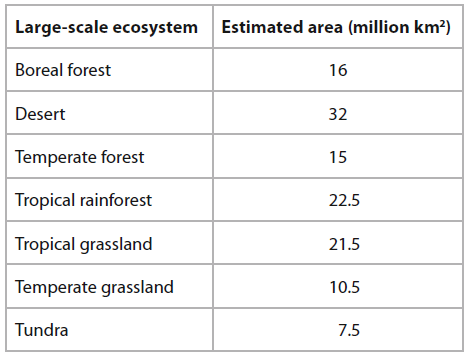 Large-scale ecosystem Estimated area (million km²)
Boreal forest 16
Desert 32
Temperate forest 15
Tropical rainforest 22.5
Tropical grassland 21.5
Temperate grassland 10.5
Tundra 7.5